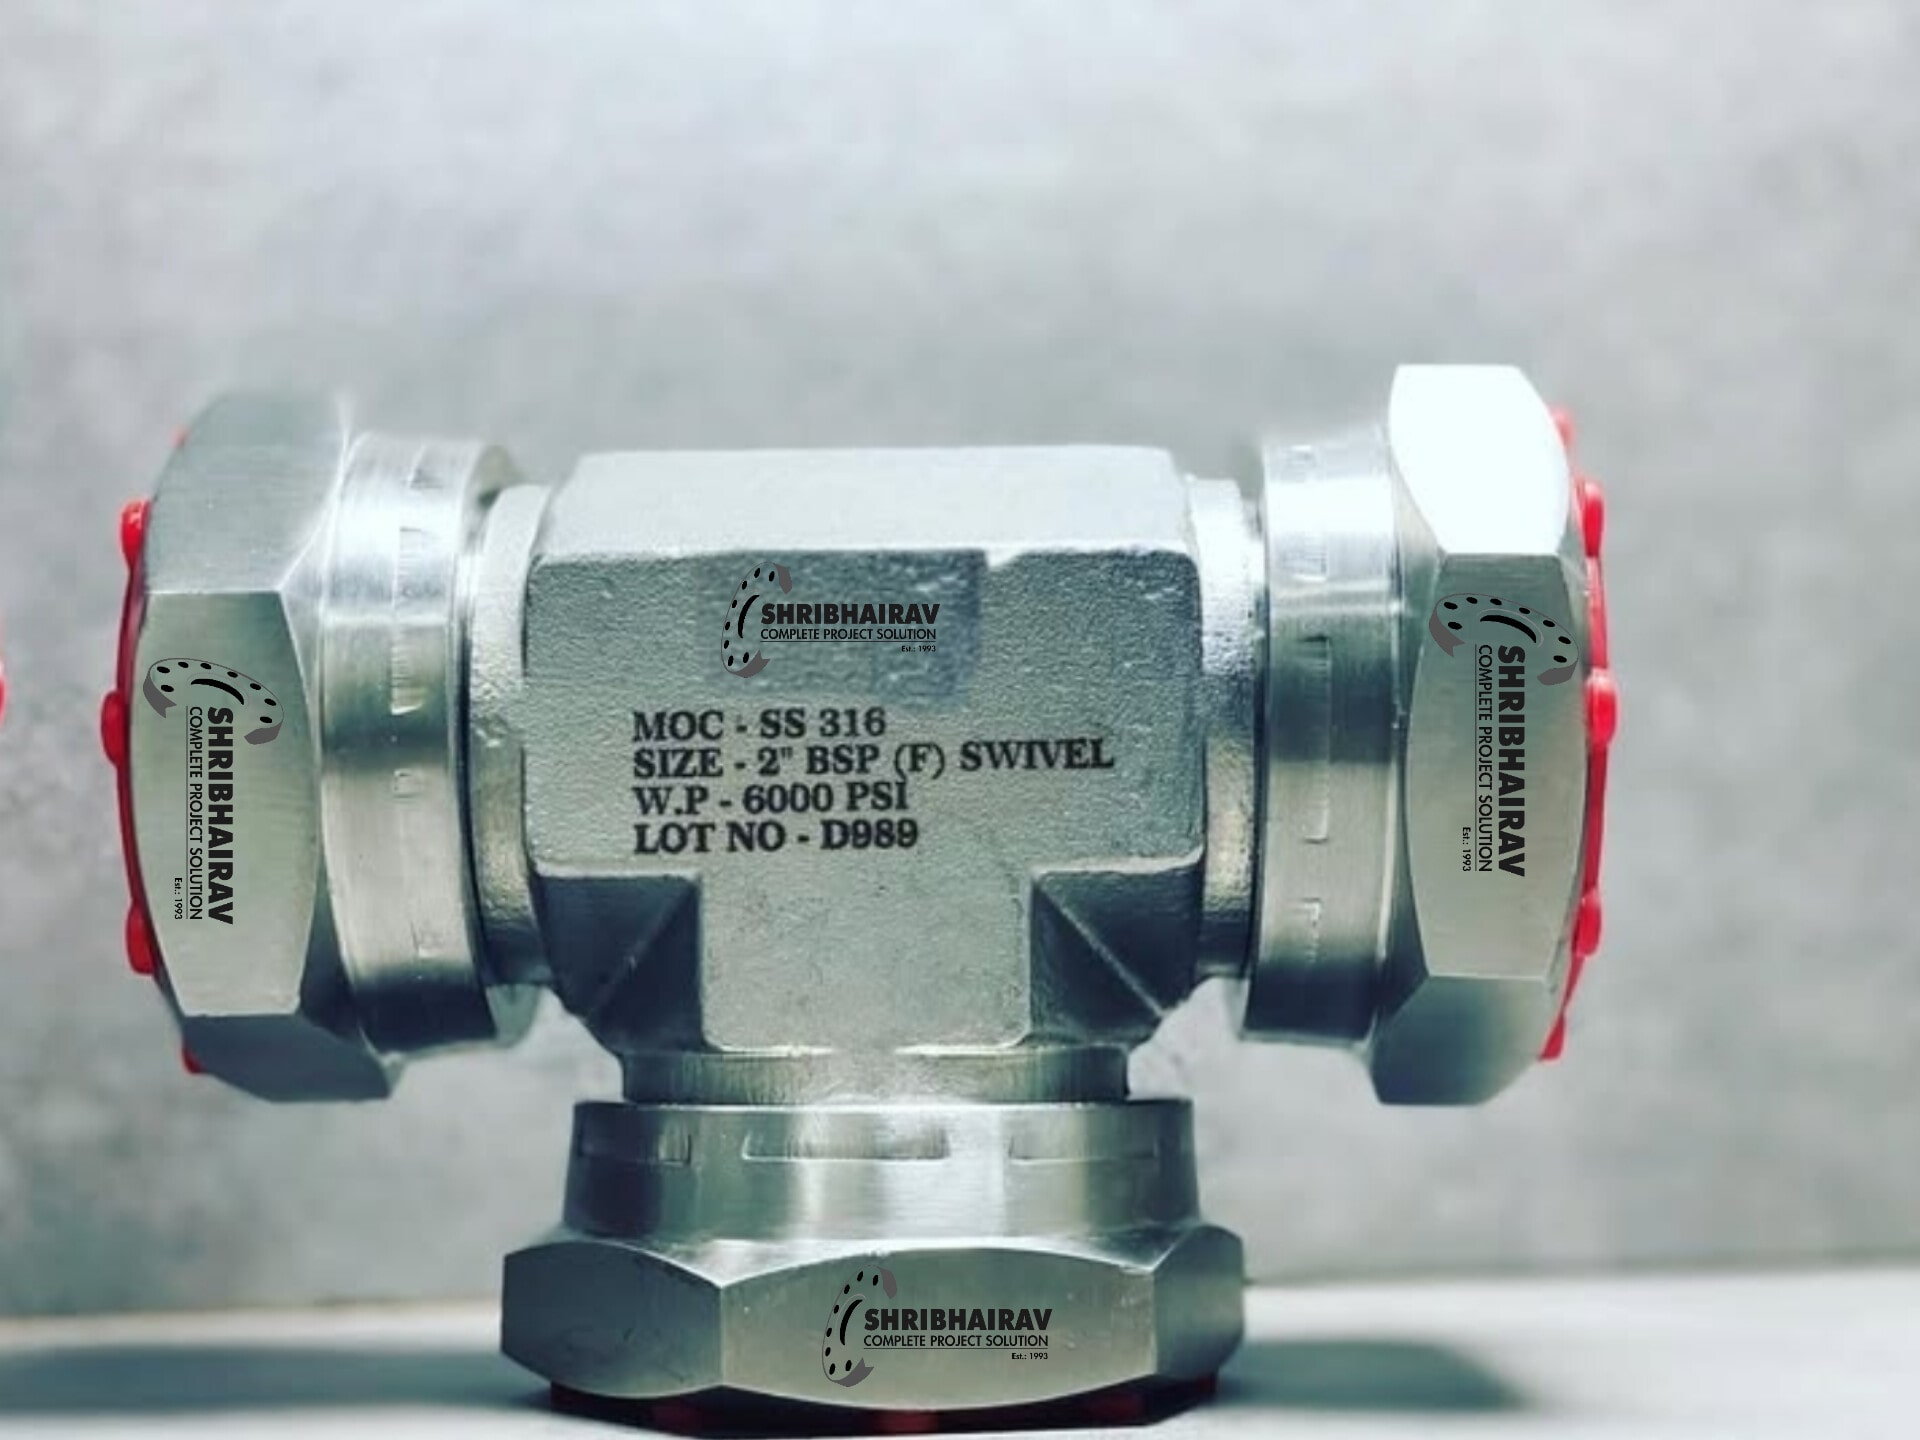 SHRIBHAIRAV
COMPLETE PROJECT SOLUTION
Est.: 1993
MOC - SS 316
SIZE - 2" BSP (F) SWIVEL
W.P - 6000 PSI
LOT NO - D989
SHRIBHAIRAV
COMPLETE PROJECT SOLUTION
Est.: 1993
SHRIBHAIRAV
COMPLETE PROJECT SOLUTION
Est.: 1993
SHRIBHAIRAV
COMPLETE PROJECT SOLUTION
Est.: 1993